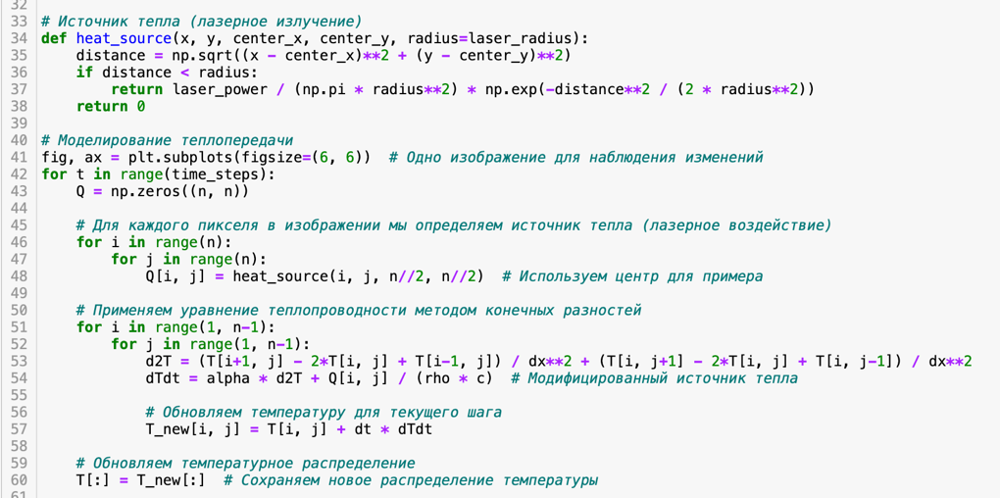 32
33 # Источник тепла (лазерное излучение)
34 def heat_source(x, y, center_x, center_y, radius=laser_radius):
35     distance = np.sqrt((x - center_x)**2 + (y - center_y)**2)
36     if distance < radius:
37         return laser_power / (np.pi * radius**2) * np.exp(-distance**2 / (2 * radius**2))
38     return 0
39
40 # Моделирование теплопередачи
41 fig, ax = plt.subplots(figsize=(6, 6))  # Одно изображение для наблюдения изменений
42 for t in range(time_steps):
43     Q = np.zeros((n, n))
44
45     # Для каждого пикселя в изображении мы определяем источник тепла (лазерное воздействие)
46     for i in range(n):
47         for j in range(n):
48             Q[i, j] = heat_source(i, j, n//2, n//2)  # Используем центр для примера
49
50     # Применяем уравнение теплопроводности методом конечных разностей
51     for i in range(1, n-1):
52         for j in range(1, n-1):
53             d2T = (T[i+1, j] - 2*T[i, j] + T[i-1, j]) / dx**2 + (T[i, j+1] - 2*T[i, j] + T[i, j-1]) / dx**2
54             dTdt = alpha * d2T + Q[i, j] / (rho * c)  # Модифицированный источник тепла
55
56             # Обновляем температуру для текущего шага
57             T_new[i, j] = T[i, j] + dt * dTdt
58
59     # Обновляем температурное распределение
60     T[:] = T_new[:]  # Сохраняем новое распределение температуры
61